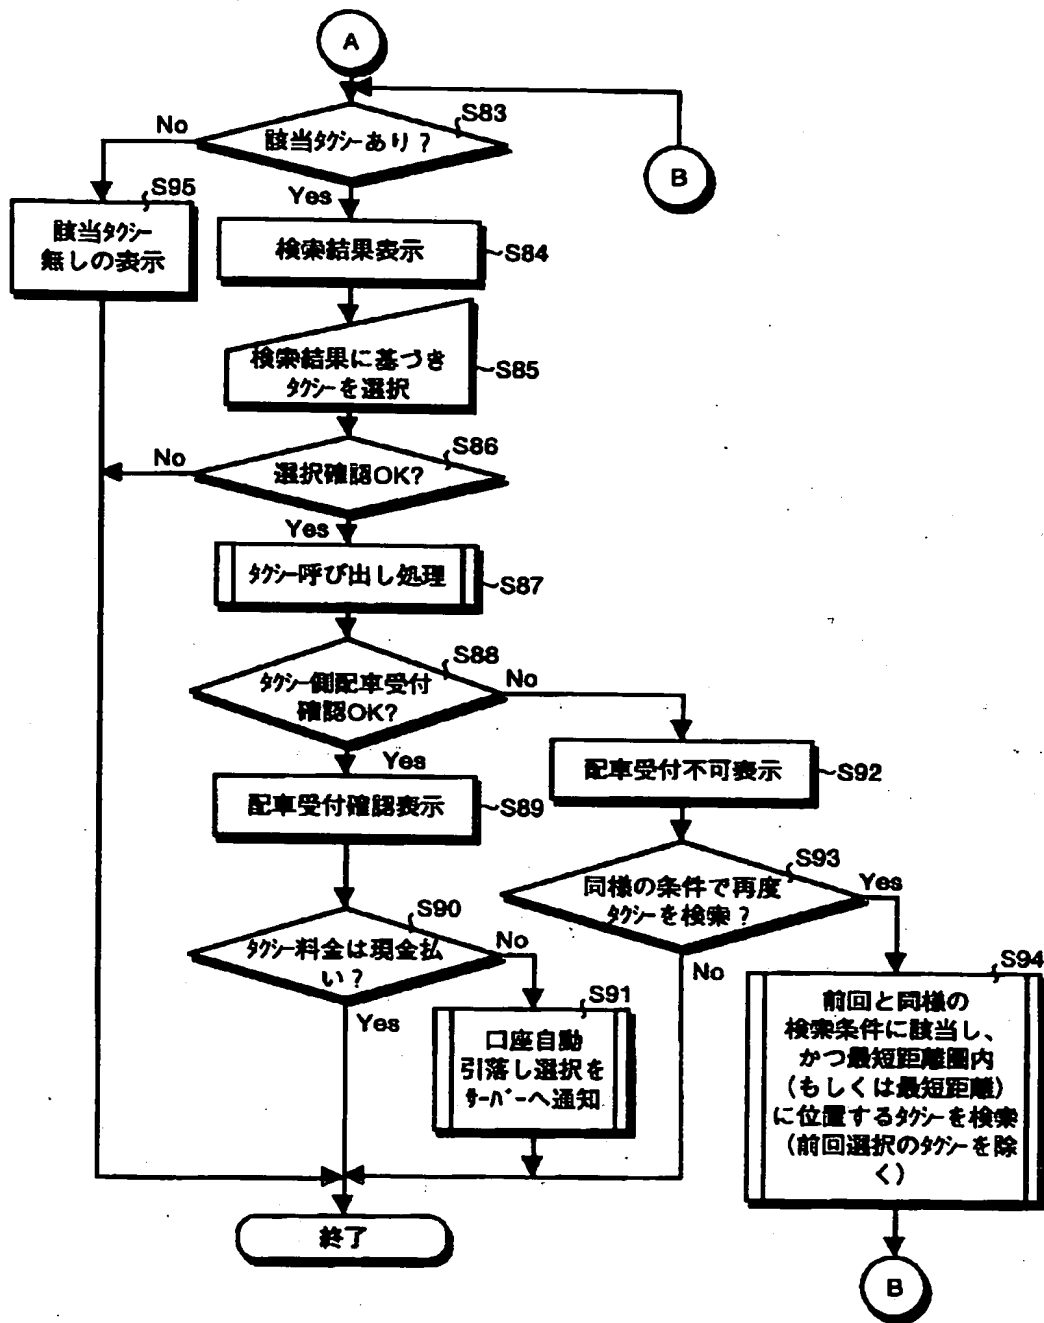 A
S83
該当タクシーあり？
No
Yes
B
S95
該当タクシー
無しの表示
検索結果表示
S84
検索結果に基づき
タクシーを選択
S85
S86
選択確認OK?
No
Yes
タクシー呼び出し処理
S87
S88
タクシー側配車受付
確認OK?
No
Yes
配車受付確認表示
S89
配車受付不可表示
S92
S93
同様の条件で再度
タクシーを検索？
Yes
No
S90
タクシー料金は現金払
い？
No
Yes
S91
口座自動
引落し選択を
サーバーへ通知
S94
前回と同様の
検索条件に該当し、
かつ最短距離圏内
（もしくは最短距離）
に位置するタクシーを検索
（前回選択のタクシーを除
く）
終了
B